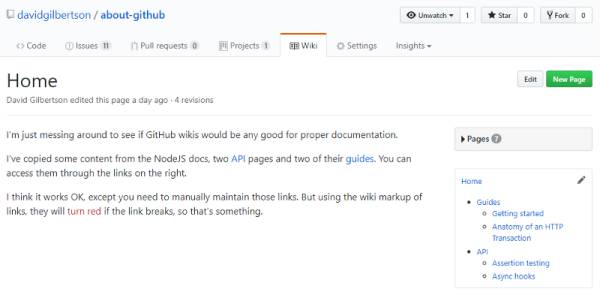 davidgilbertson / about-github
Unwatch 1 Star 0 Fork 0
Code Issues 11 Pull requests 0 Projects 1 Wiki Settings Insights
Home
Edit New Page
David Gilbertson edited this page a day ago · 4 revisions
I'm just messing around to see if GitHub wikis would be any good for proper documentation.
I've copied some content from the NodeJS docs, two API pages and two of their guides. You can
access them through the links on the right.
I think it works OK, except you need to manually maintain those links. But using the wiki markup of
links, they will turn red if the link breaks, so that's something.
Pages 7
Home
Guides
Getting started
Anatomy of an HTTP
Transaction
API
Assertion testing
Async hooks